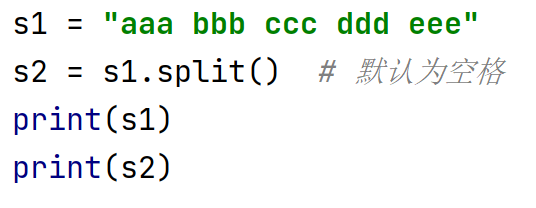 s1 = "aaa bbb ccc ddd eee"
s2 = s1.split()  # 默认为空格
print(s1)
print(s2)